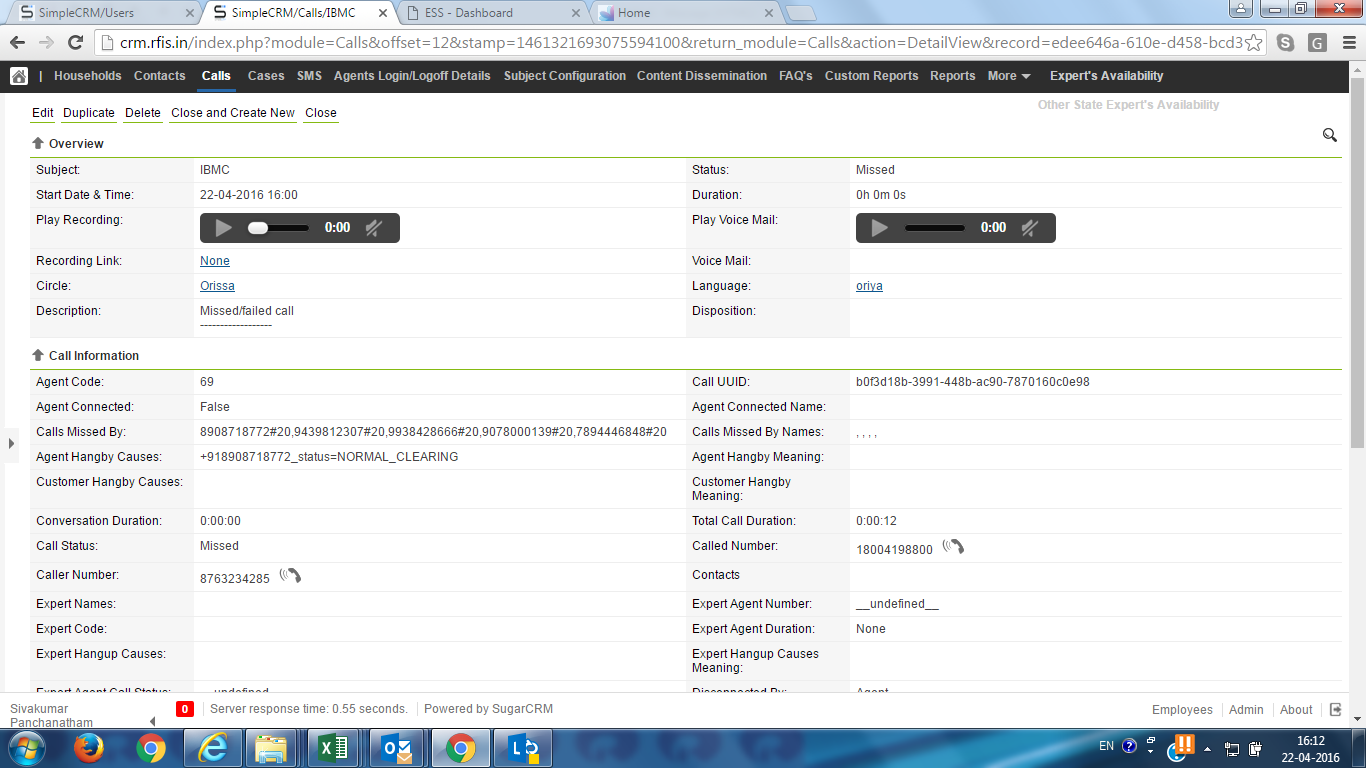 SimpleCRM/Users
SimpleCRM/Calls/IBMC
ESS - Dashboard
Home
crm.rfis.in/index.php?module=Calls&offset=12&stamp=1461321693075594100&return_module=Calls&action=DetailView&record=edee646a-610e-d458-bcd3
| Households Contacts Calls Cases SMS Agents Login/Logoff Details Subject Configuration Content Dissemination FAQ's Custom Reports Reports More Expert's Availability
Other State Expert's Availability
Edit Duplicate Delete Close and Create New Close
Overview
Subject: IBMC Status: Missed
Start Date & Time: 22-04-2016 16:00 Duration: 0h 0m 0s
Play Recording: 0:00 Play Voice Mail: 0:00
Recording Link: None Voice Mail:
Circle: Orissa Language: oriya
Description: Missed/failed call Disposition:
------------------
Call Information
Agent Code: 69 Call UUID: b0f3d18b-3991-448b-ac90-7870160c0e98
Agent Connected: False Agent Connected Name:
Calls Missed By: 8908718772#20,9439812307#20,9938428666#20,9078000139#20,7894446848#20 Calls Missed By Names: , , , ,
Agent Hangby Causes: +918908718772_status=NORMAL_CLEARING Agent Hangby Meaning:
Customer Hangby Causes: Customer Hangby
Meaning:
Conversation Duration: 0:00:00 Total Call Duration: 0:00:12
Call Status: Missed Called Number: 18004198800
Caller Number: 8763234285 Contacts
Expert Names: Expert Agent Number: __undefined__
Expert Code: Expert Agent Duration: None
Expert Hangup Causes: Expert Hangup Causes
Meaning:
Expert Agent Call Status: __undefined__ Disconnected By: Agent
Sivakumar
Panchanatham
0 Server response time: 0.55 seconds. Powered by SugarCRM
Employees Admin About
EN
16:12
22-04-2016